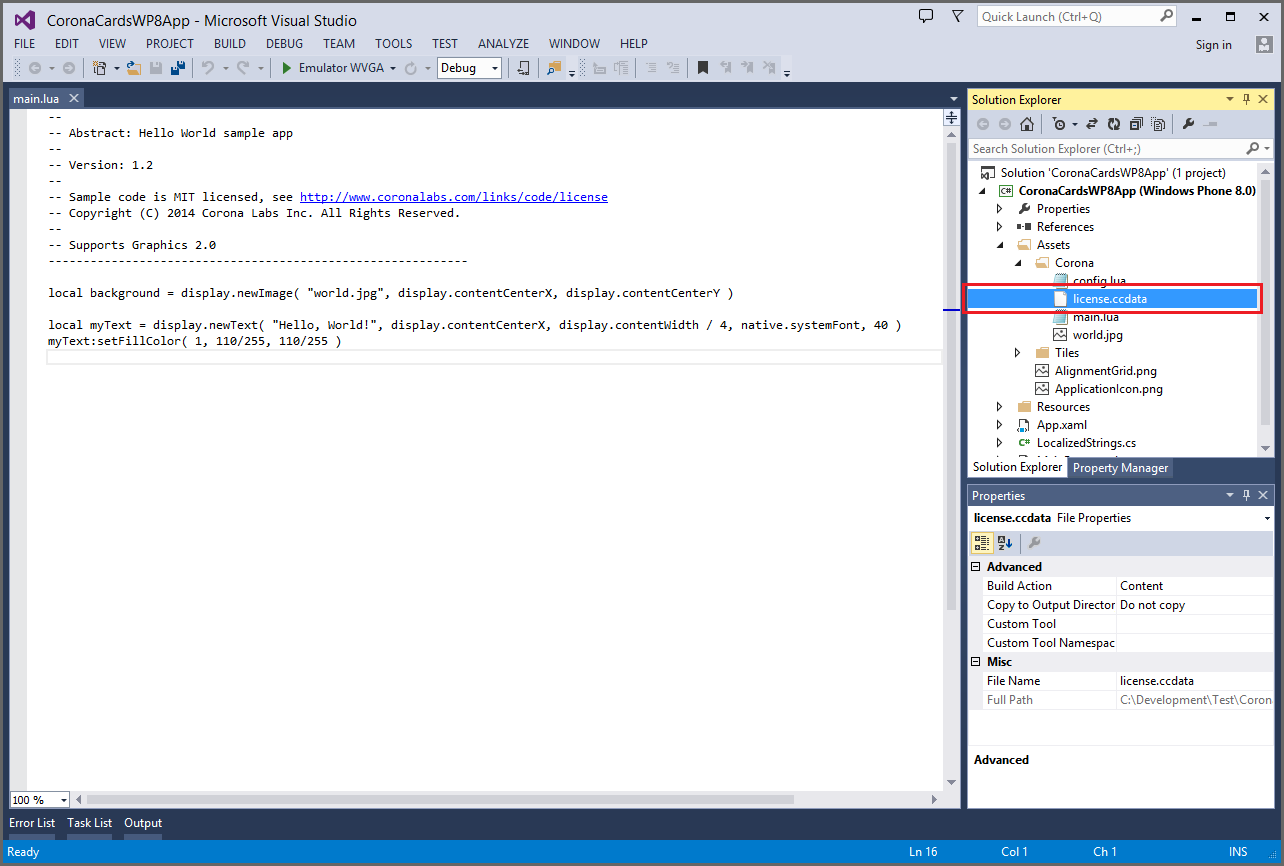 CoronaCardsWP8App - Microsoft Visual Studio
Quick Launch (Ctrl+Q)
FILE EDIT VIEW PROJECT BUILD DEBUG TEAM TOOLS TEST ANALYZE WINDOW HELP
Sign in
Emulator WVGA Debug
main.lua
--
-- Abstract: Hello World sample app
--
-- Version: 1.2
--
-- Sample code is MIT licensed, see http://www.coronalabs.com/links/code/license
-- Copyright (C) 2014 Corona Labs Inc. All Rights Reserved.
--
-- Supports Graphics 2.0
------------------------------------------------------------
local background = display.newImage( "world.jpg", display.contentCenterX, display.contentCenterY )
local myText = display.newText( "Hello, World!", display.contentCenterX, display.contentWidth / 4, native.systemFont, 40 )
myText:setFillColor( 1, 110/255, 110/255 )
100 %
Solution Explorer
Search Solution Explorer (Ctrl+;)
Solution 'CoronaCardsWP8App' (1 project)
C# CoronaCardsWP8App (Windows Phone 8.0)
Properties
References
Assets
Corona
config.lua
license.ccdata
main.lua
world.jpg
Tiles
AlignmentGrid.png
ApplicationIcon.png
Resources
App.xaml
C# LocalizedStrings.cs
Solution Explorer Property Manager
Properties
license.ccdata File Properties
Advanced
Build Action Content
Copy to Output Director Do not copy
Custom Tool
Custom Tool Namespac
Misc
File Name license.ccdata
Full Path C:\Development\Test\Coron
Advanced
Error List Task List Output
Ready Ln 16 Col 1 Ch 1 INS